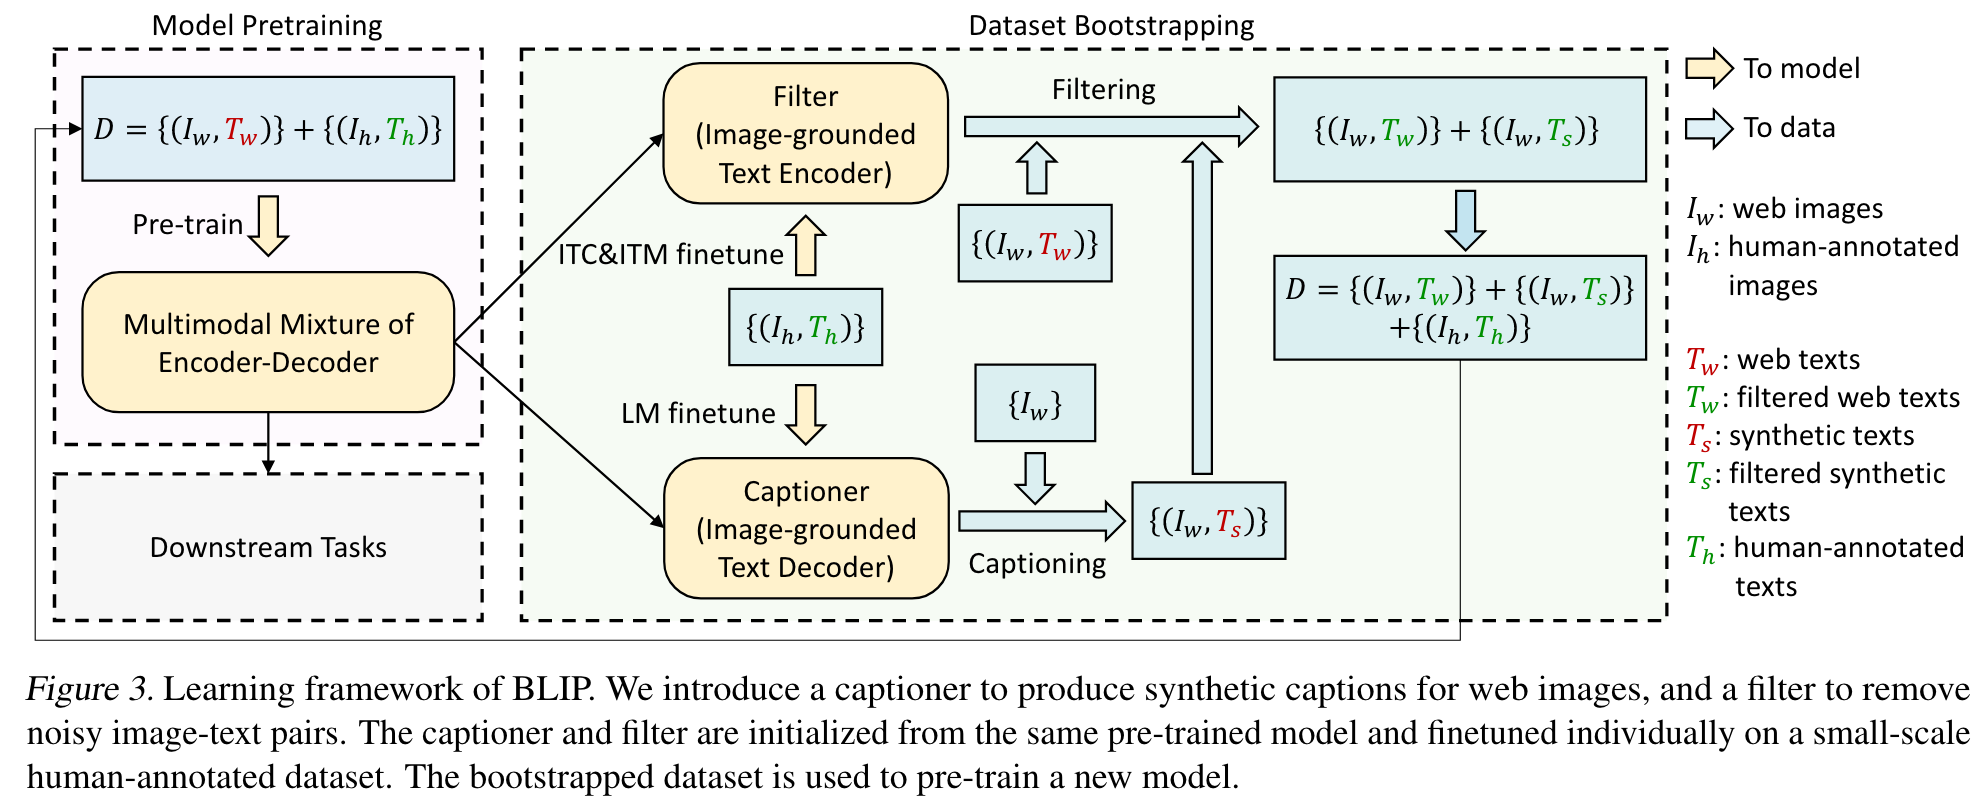 Model Pretraining
D = {(I_w, T_w)} + {(I_h, T_h)}
Pre-train
Multimodal Mixture of
Encoder-Decoder
Downstream Tasks
Dataset Bootstrapping
Filter
(Image-grounded
Text Encoder)
ITC&ITM finetune
{(I_h, T_h)}
LM finetune
Captioner
(Image-grounded
Text Decoder)
Filtering
{(I_w, T_w)}
{I_w}
Captioning
{(I_w, T_s)}
{(I_w, T_w)} + {(I_w, T_s)}
D = {(I_w, T_w)} + {(I_w, T_s)}
+{(I_h, T_h)}
To model
To data
I_w: web images
I_h: human-annotated
images
T_w: web texts
T_w: filtered web texts
T_s: synthetic texts
T_s: filtered synthetic
texts
T_h: human-annotated
texts
Figure 3. Learning framework of BLIP. We introduce a captioner to produce synthetic captions for web images, and a filter to remove
noisy image-text pairs. The captioner and filter are initialized from the same pre-trained model and finetuned individually on a small-scale
human-annotated dataset. The bootstrapped dataset is used to pre-train a new model.